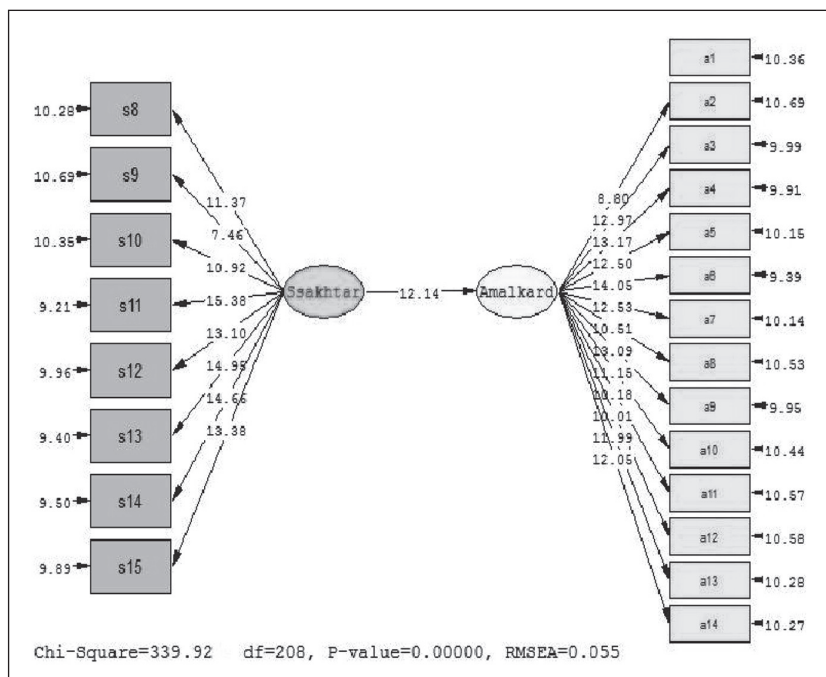 10.28 s8
10.69 s9
10.35 s10
9.21 s11
9.96 s12
9.40 s13
9.50 s14
9.89 s15
11.37
7.46
10.92
15.38
13.10
14.95
14.66
13.38
Ssakhtar 12.14 Amalkard
8.80
12.97
13.17
12.50
14.05
12.53
10.51
13.09
11.15
10.18
10.01
11.99
12.05
a1 10.36
a2 10.69
a3 9.99
a4 9.91
a5 10.15
a6 9.39
a7 10.14
a8 10.53
a9 9.95
a10 10.44
a11 10.57
a12 10.58
a13 10.28
a14 10.27
Chi-Square=339.92 df=208, P-value=0.00000, RMSEA=0.055